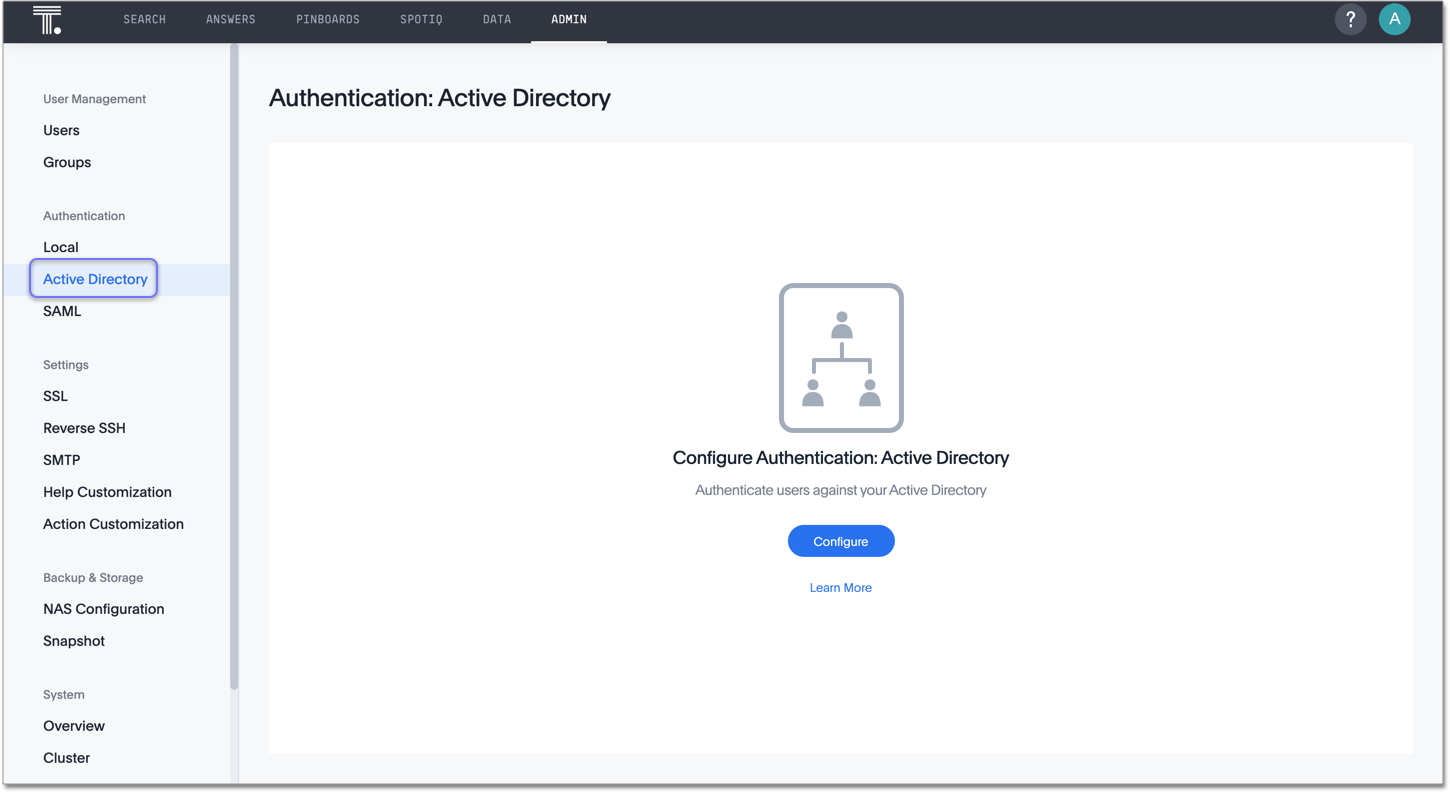 T.
SEARCH ANSWERS PINBOARDS SPOTIQ DATA ADMIN ? A
User Management
Users
Groups
Authentication
Local
Active Directory
SAML
Settings
SSL
Reverse SSH
SMTP
Help Customization
Action Customization
Backup & Storage
NAS Configuration
Snapshot
System
Overview
Cluster
Authentication: Active Directory
Configure Authentication: Active Directory
Authenticate users against your Active Directory
Configure
Learn More